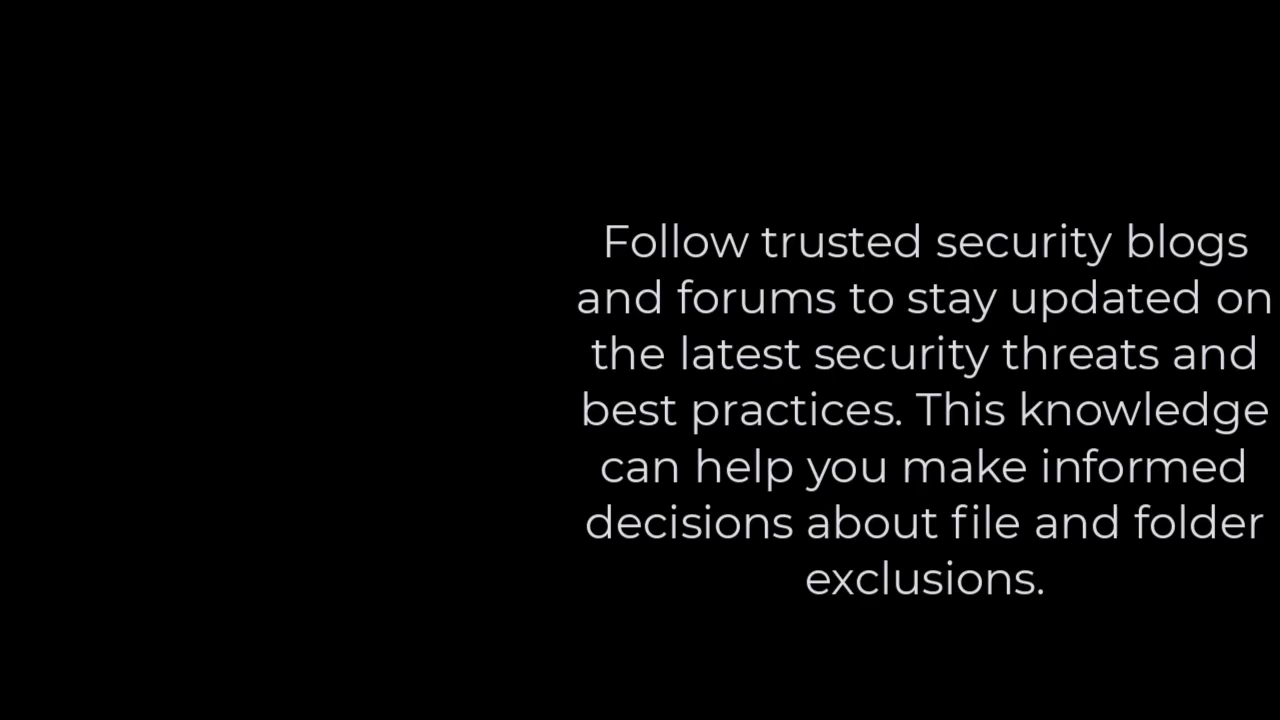 Follow trusted security blogs
and forums to stay updated on
the latest security threats and
best practices. This knowledge
can help you make informed
decisions about file and folder
exclusions.